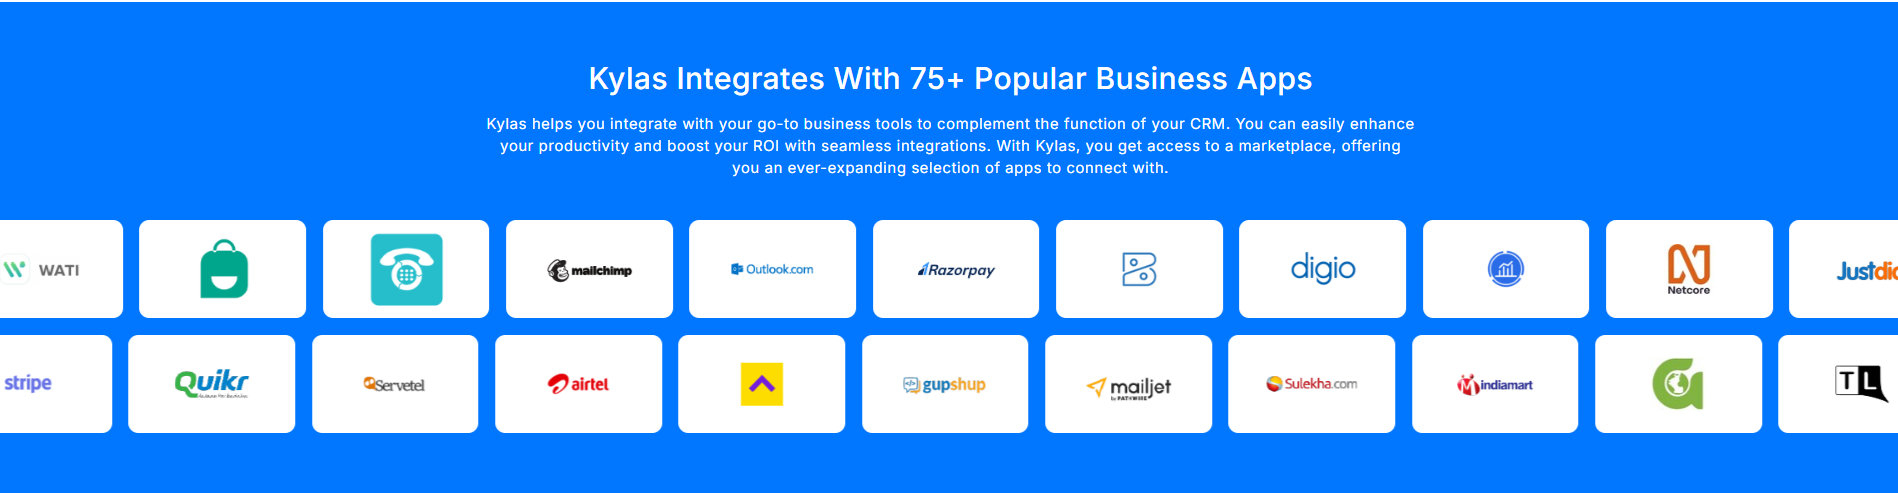 Kylas Integrates With 75+ Popular Business Apps
Kylas helps you integrate with your go-to business tools to complement the function of your CRM. You can easily enhance
your productivity and boost your ROI with seamless integrations. With Kylas, you get access to a marketplace, offering
you an ever-expanding selection of apps to connect with.
WATI
mailchimp
Outlook.com
Razorpay
digio
Netcore
Justdia
stripe
Quikr
Servetel
airtel
gupshup
mailjet
by PATHWIRE
Sulekha.com
indiamart
TL